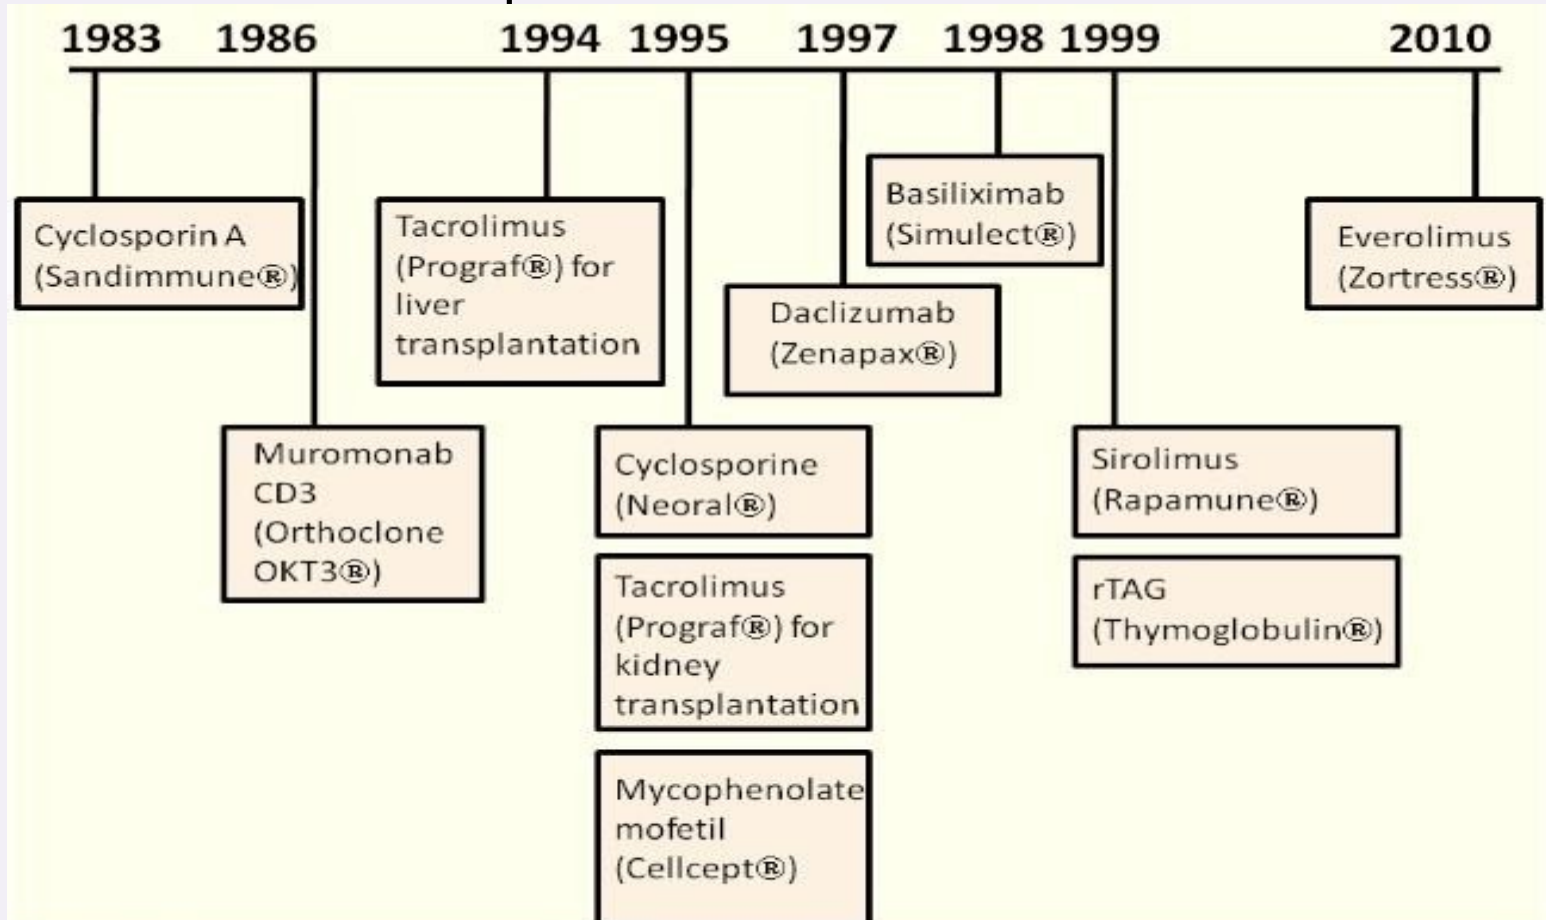 1983 1986 1994 1995 1997 1998 1999 2010
Cyclosporin A
(Sandimmune®)
Muromonab
CD3
(Orthoclone
OKT3®)
Tacrolimus
(Prograf®) for
liver
transplantation
Cyclosporine
(Neoral®)
Tacrolimus
(Prograf®) for
kidney
transplantation
Mycophenolate
mofetil
(Cellcept®)
Daclizumab
(Zenapax®)
Basiliximab
(Simulect®)
Sirolimus
(Rapamune®)
rTAG
(Thymoglobulin®)
Everolimus
(Zortress®)